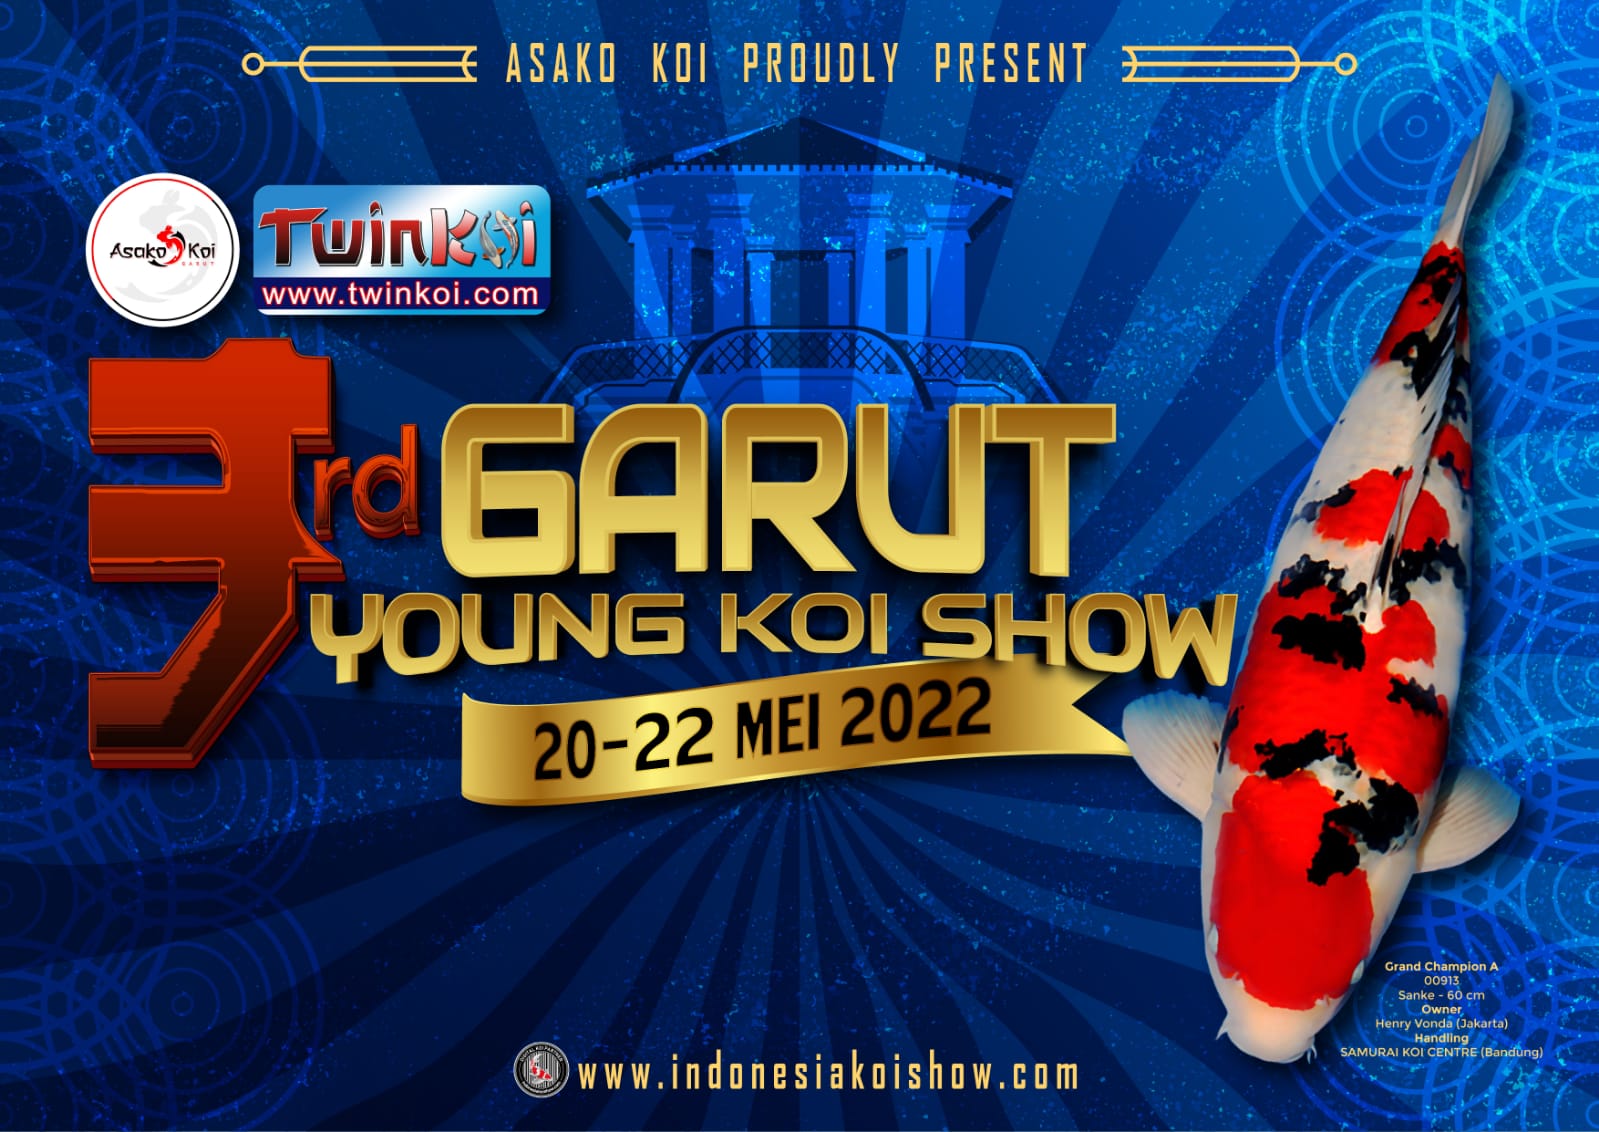 ASAKO KOI PROUDLY PRESENT
Asako Koi
GARUT
TwinKoi
www.twinkoi.com
3rd GARUT
YOUNG KOI SHOW
20-22 MEI 2022
Grand Champion A
00913
Sanke - 60 cm
Owner
Henry Vonda (Jakarta)
Handling
SAMURAI KOI CENTRE (Bandung)
www.indonesiakoishow.com